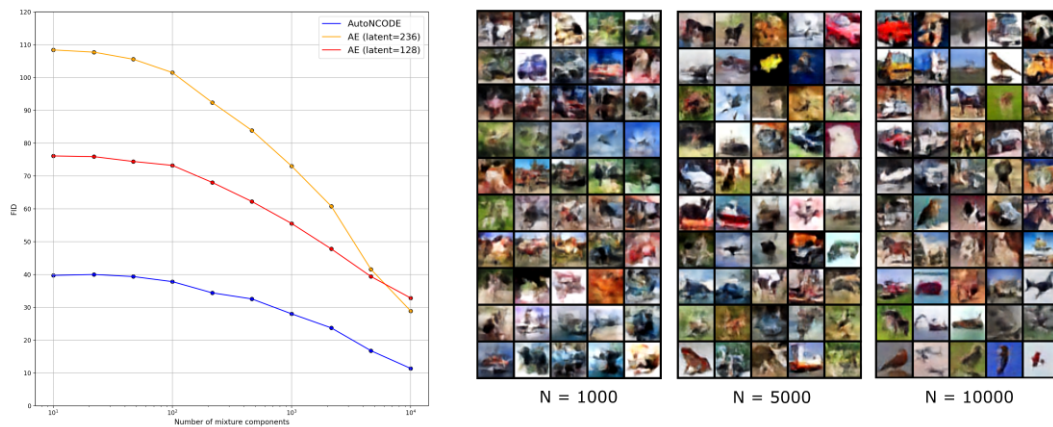 AutoNCODE
AE (latent=236)
AE (latent=128)
120
110
100
90
80
70
60
50
40
30
20
10
0
FID
10¹
10²
10³
10⁴
Number of mixture components
N = 1000
N = 5000
N = 10000